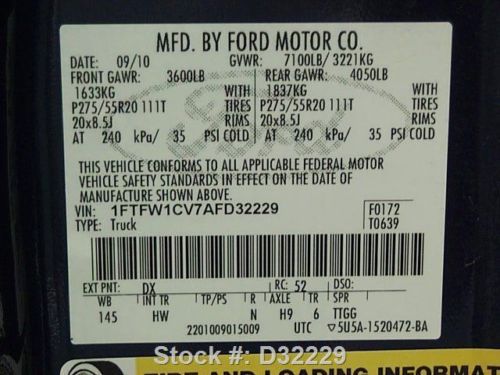 MFD. BY FORD MOTOR CO.
DATE: 09/10 GVWR: 7100LB/ 3221KG
FRONT GAWR: 3600LB REAR GAWR: 4050LB
1633KG WITH 1837KG WITH
P275/55R20 111T TIRES P275/55R20 111T TIRES
20x8.5J RIMS 20x8.5J RIMS
AT 240 kPa/ 35 PSI COLD AT 240 kPa/ 35 PSI COLD
THIS VEHICLE CONFORMS TO ALL APPLICABLE FEDERAL MOTOR
VEHICLE SAFETY STANDARDS IN EFFECT ON THE DATE OF
MANUFACTURE SHOWN ABOVE.
VIN: 1FTFW1CV7AFD32229 F0172
TYPE: Truck T0639
EXT PNT: DX RC: 52 DSO:
WB INT TR TP/PS R AXLE TR SPR
145 HW N H9 6 TTGG
2201009015009 UTC ▽5U5A-1520472-BA
Stock #: D32229
TIRE AND LOADING INFORMAT